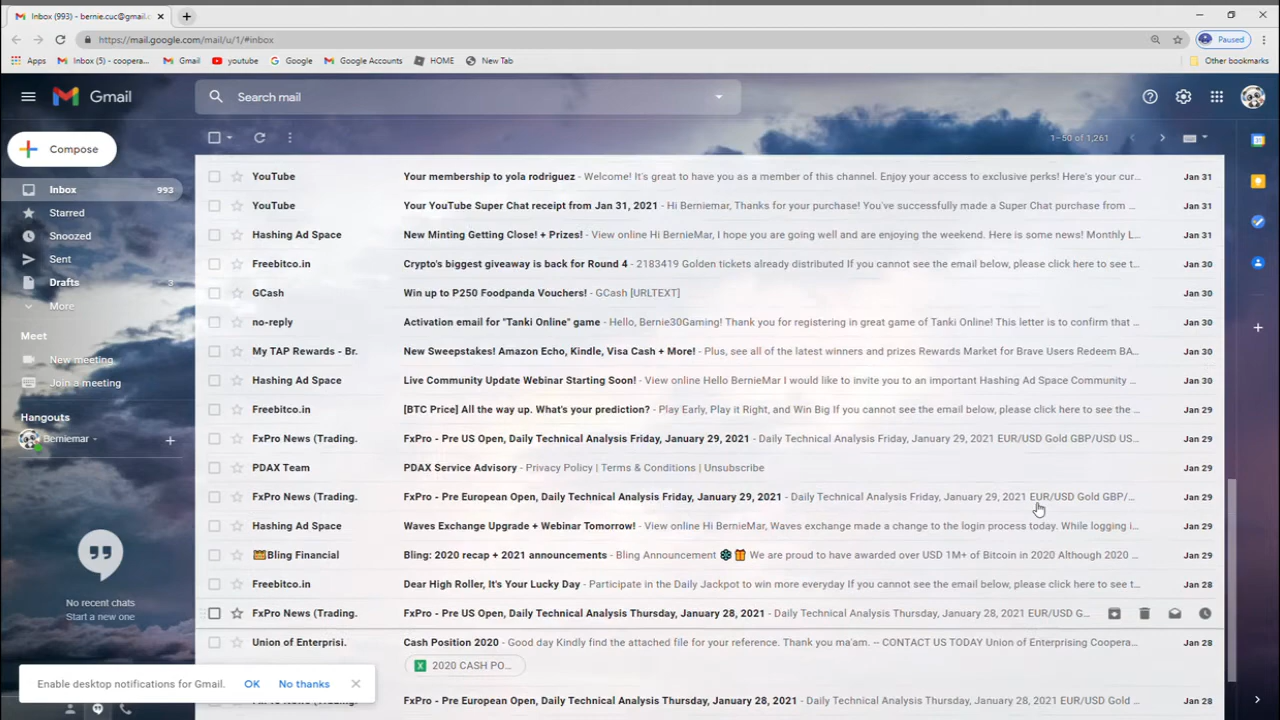 Inbox (993) - bernie.cuc@gmail.c
https://mail.google.com/mail/u/1/#inbox
Paused
Apps
Inbox (5) - coopera...
Gmail
youtube
Google
Google Accounts
HOME
New Tab
Other bookmarks
Gmail
Search mail
Compose
1–50 of 1,261
Inbox 993
Starred
Snoozed
Sent
Drafts 3
More
Meet
New meeting
Join a meeting
Hangouts
Berniemar
No recent chats
Start a new one
YouTube Your membership to yola rodriguez - Welcome! It's great to have you as a member of this channel. Enjoy your access to exclusive perks! Here's your cur... Jan 31
YouTube Your YouTube Super Chat receipt from Jan 31, 2021 - Hi Berniemar, Thanks for your purchase! You've successfully made a Super Chat purchase from ... Jan 31
Hashing Ad Space New Minting Getting Close! + Prizes! - View online Hi BernieMar, I hope you are going well and are enjoying the weekend. Here is some news! Monthly L... Jan 31
Freebitco.in Crypto's biggest giveaway is back for Round 4 - 2183419 Golden tickets already distributed If you cannot see the email below, please click here to see t... Jan 30
GCash Win up to P250 Foodpanda Vouchers! - GCash [URLTEXT] Jan 30
no-reply Activation email for "Tanki Online" game - Hello, Bernie30Gaming! Thank you for registering in great game of Tanki Online! This letter is to confirm that ... Jan 30
My TAP Rewards - Br. New Sweepstakes! Amazon Echo, Kindle, Visa Cash + More! - Plus, see all of the latest winners and prizes Rewards Market for Brave Users Redeem BA... Jan 30
Hashing Ad Space Live Community Update Webinar Starting Soon! - View online Hello BernieMar I would like to invite you to an important Hashing Ad Space Community ... Jan 30
Freebitco.in [BTC Price] All the way up. What's your prediction? - Play Early, Play it Right, and Win Big If you cannot see the email below, please click here to see the ... Jan 29
FxPro News (Trading. FxPro - Pre US Open, Daily Technical Analysis Friday, January 29, 2021 - Daily Technical Analysis Friday, January 29, 2021 EUR/USD Gold GBP/USD US... Jan 29
PDAX Team PDAX Service Advisory - Privacy Policy | Terms & Conditions | Unsubscribe Jan 29
FxPro News (Trading. FxPro - Pre European Open, Daily Technical Analysis Friday, January 29, 2021 - Daily Technical Analysis Friday, January 29, 2021 EUR/USD Gold GBP/... Jan 29
Hashing Ad Space Waves Exchange Upgrade + Webinar Tomorrow! - View online Hi BernieMar, Waves exchange made a change to the login process today. While logging i... Jan 29
Bling Financial Bling: 2020 recap + 2021 announcements - Bling Announcement We are proud to have awarded over USD 1M+ of Bitcoin in 2020 Although 2020 ... Jan 29
Freebitco.in Dear High Roller, It's Your Lucky Day - Participate in the Daily Jackpot to win more everyday If you cannot see the email below, please click here to see t... Jan 28
FxPro News (Trading. FxPro - Pre US Open, Daily Technical Analysis Thursday, January 28, 2021 - Daily Technical Analysis Thursday, January 28, 2021 EUR/USD G...
Union of Enterprisi. Cash Position 2020 - Good day Kindly find the attached file for your reference. Thank you ma'am. -- CONTACT US TODAY Union of Enterprising Coopera... Jan 28
X 2020 CASH PO...
Enable desktop notifications for Gmail. OK No thanks
FxPro - Pre European Open, Daily Technical Analysis Thursday, January 28, 2021 - Daily Technical Analysis Thursday, January 28, 2021 EUR/USD Gold ... Jan 28